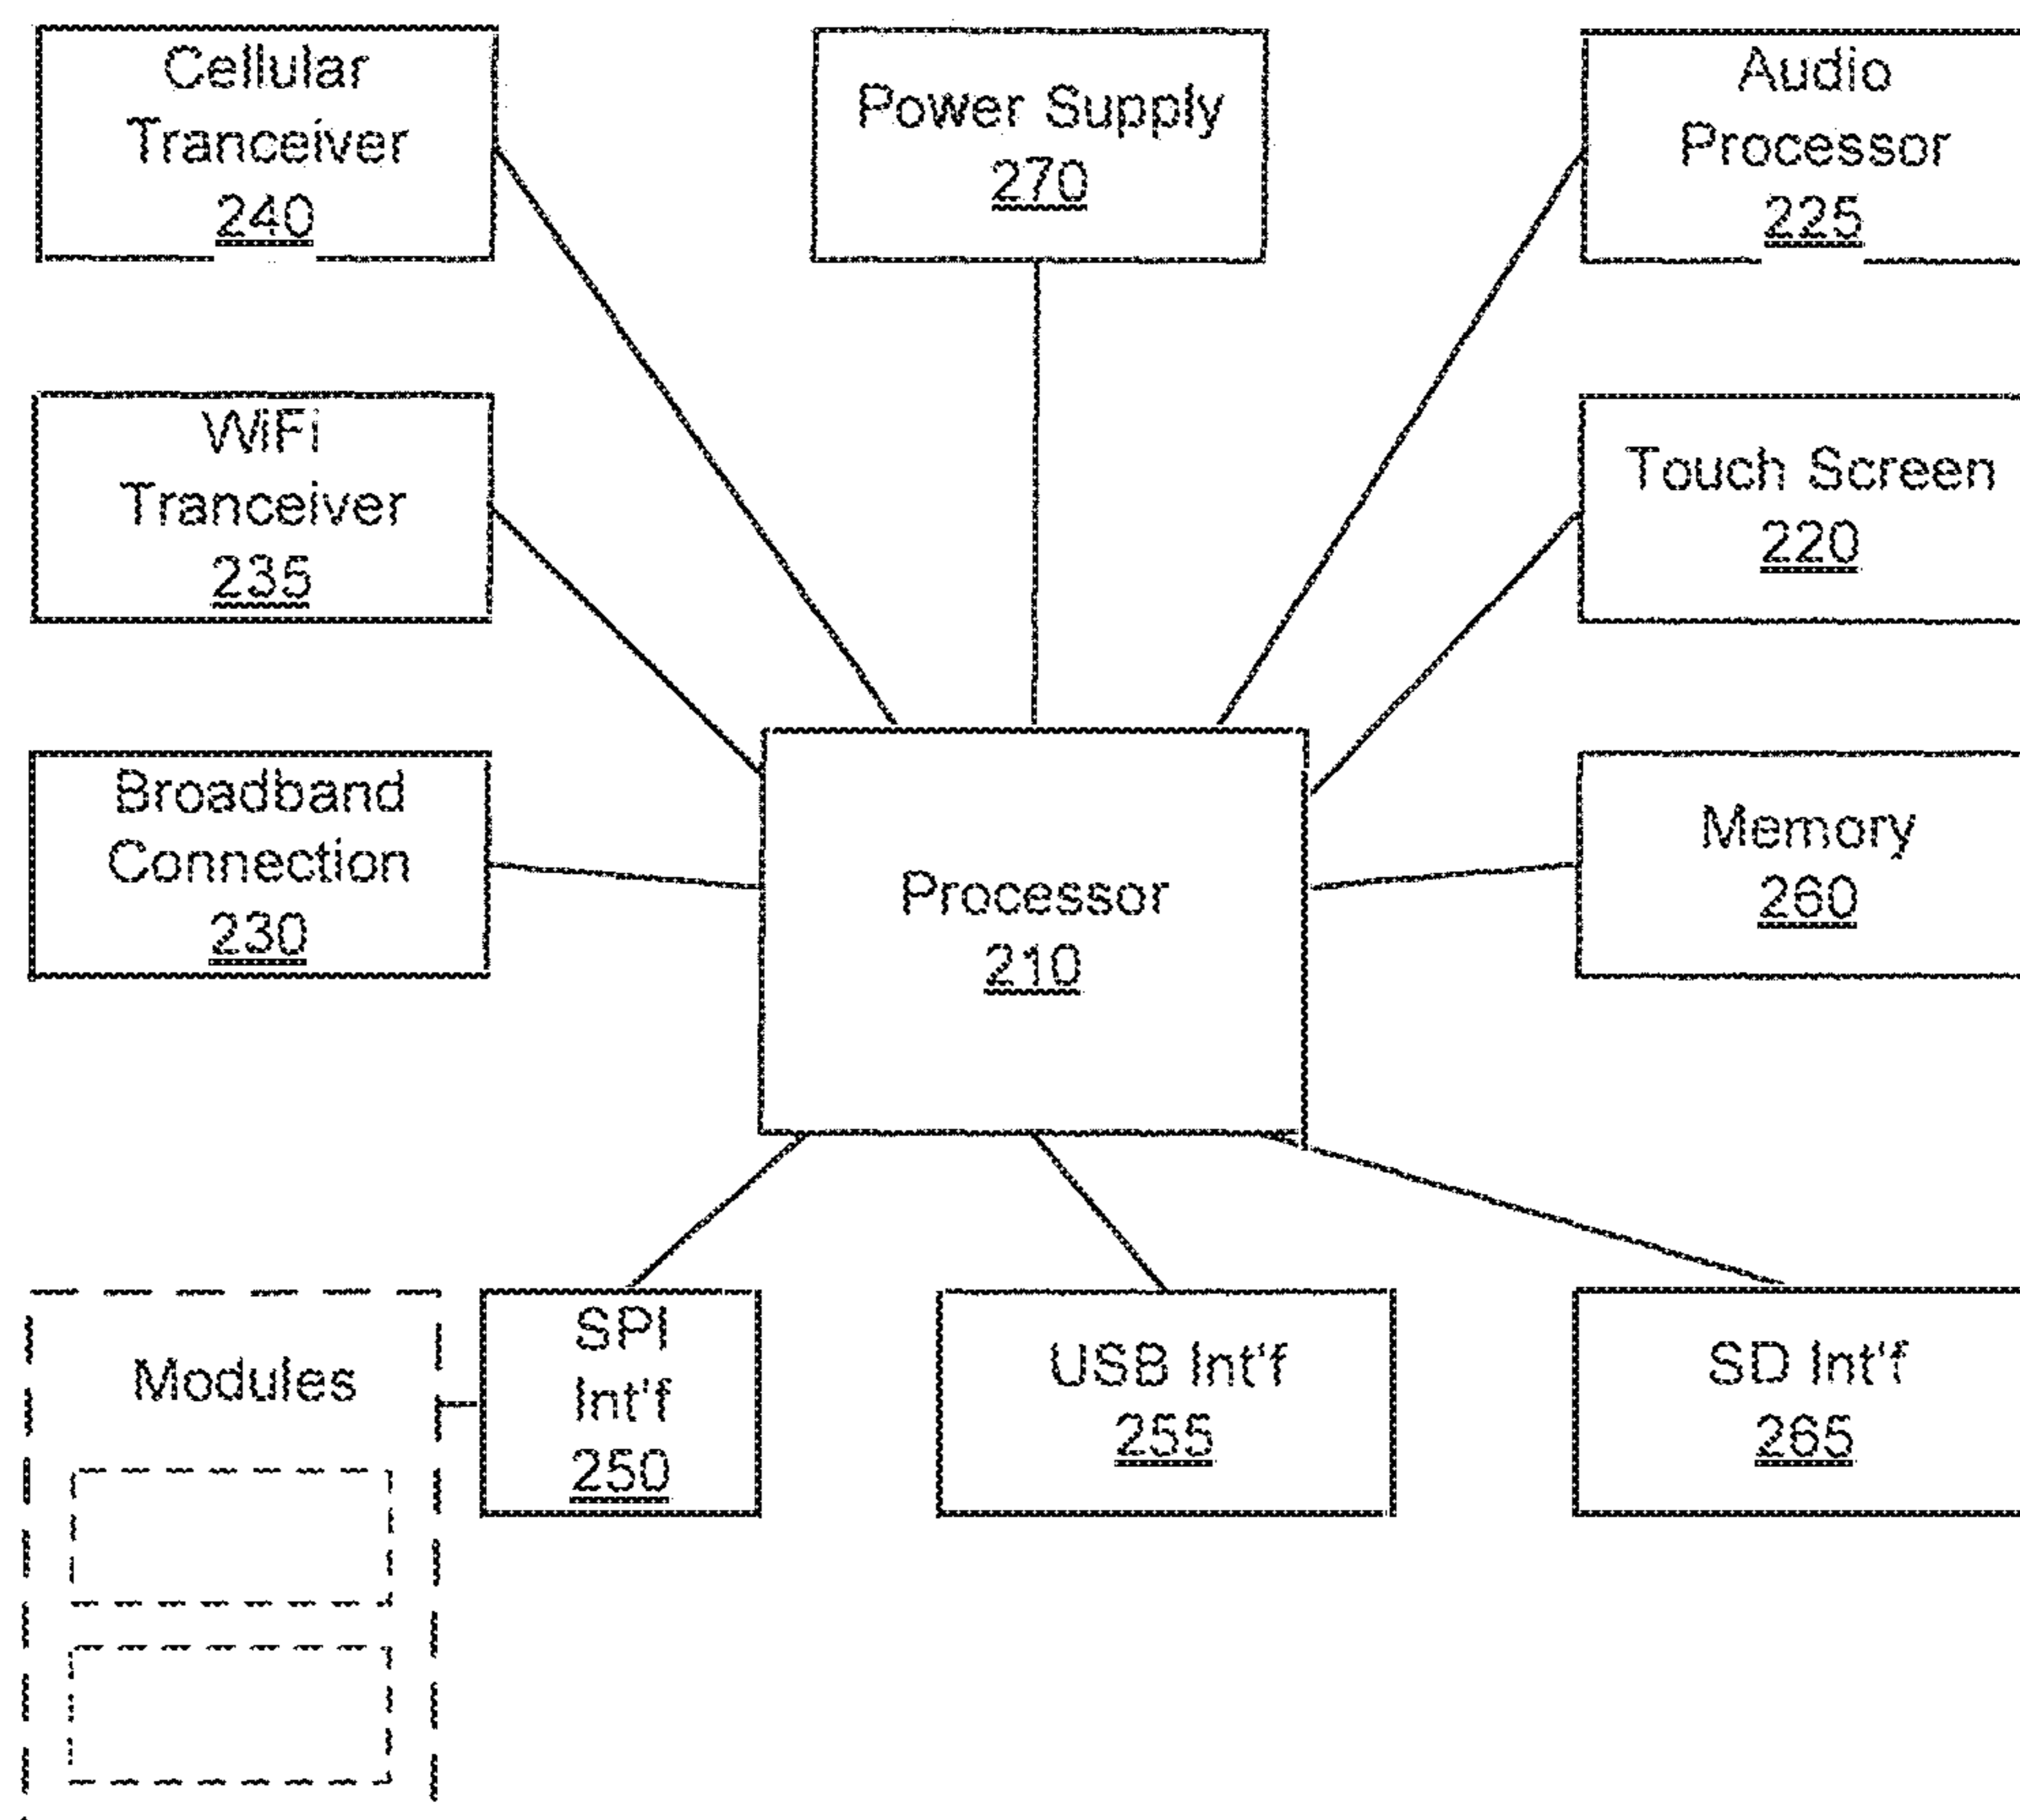 Cellular
Tranceiver
240
Power Supply
270
Audio
Processor
225
WiFi
Tranceiver
235
Touch Screen
220
Broadband
Connection
230
Processor
210
Memory
260
Modules
SPI
Int'f
250
USB Int'f
255
SD Int'f
265